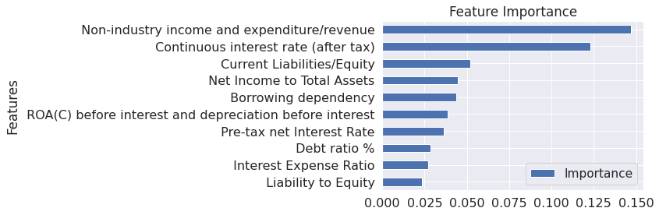 Feature Importance
Features
Non-industry income and expenditure/revenue
Continuous interest rate (after tax)
Current Liabilities/Equity
Net Income to Total Assets
Borrowing dependency
ROA(C) before interest and depreciation before interest
Pre-tax net Interest Rate
Debt ratio %
Interest Expense Ratio
Liability to Equity
Importance
0.000 0.025 0.050 0.075 0.100 0.125 0.150